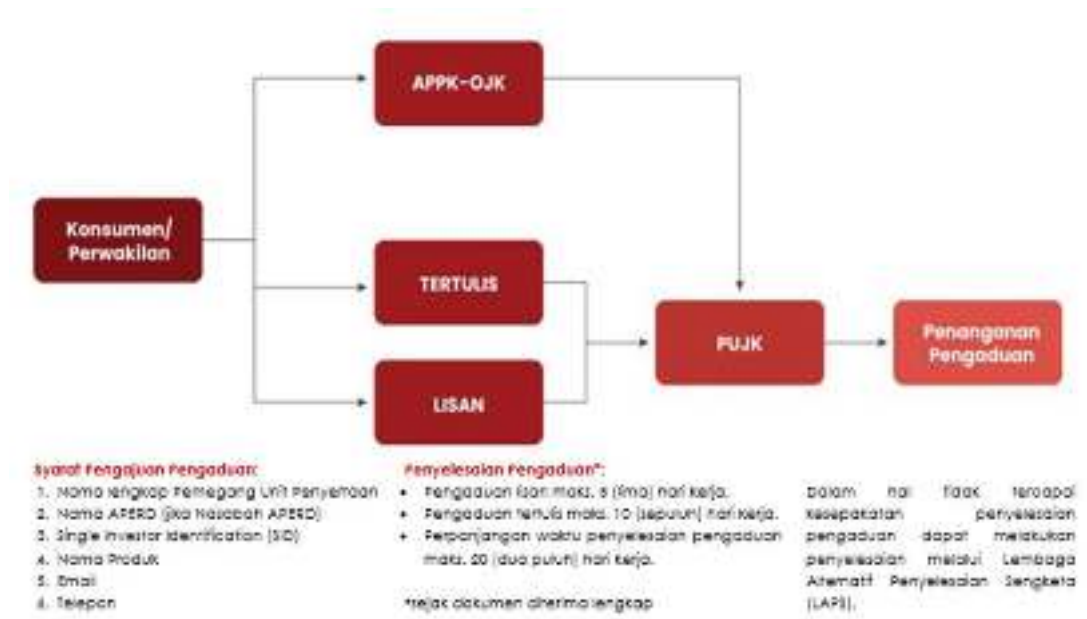 APPK-OJK
Konsumen/
Perwakilan
TERTULIS
LISAN
PUJK
Penanganan
Pengaduan
Syarat Pengajuan Pengaduan:
1. Nama lengkap Pemegang Unit Penyertaan
2. Nama APERD (jika Nasabah APERD)
3. Single Investor Identification (SID)
4. Nama Produk
5. Email
6. Telepon
Penyelesaian Pengaduan*:
• Pengaduan lisan maks. 5 (lima) hari kerja.
• Pengaduan tertulis maks. 10 (sepuluh) hari kerja.
• Perpanjangan waktu penyelesaian pengaduan
maks. 20 (dua puluh) hari kerja.
*sejak dokumen diterima lengkap
Dalam hal tidak tercapai
kesepakatan penyelesaian
pengaduan dapat melakukan
penyelesaian melalui Lembaga
Alternatif Penyelesaian Sengketa
(LAPS).